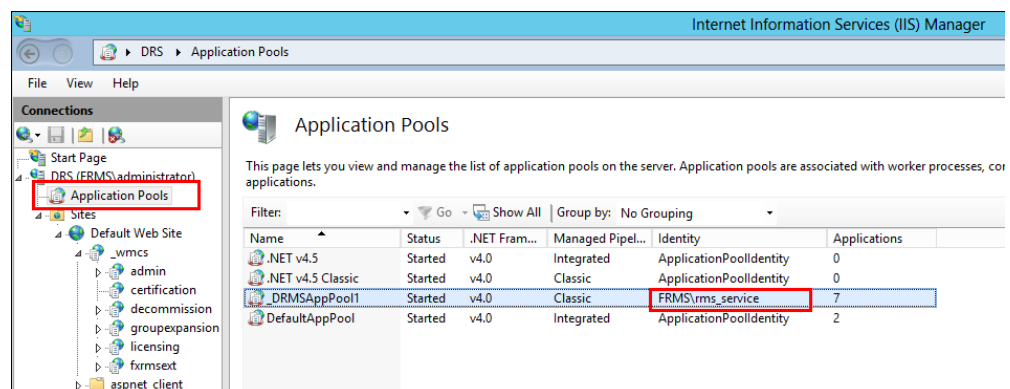 Internet Information Services (IIS) Manager
DRS Application Pools
File View Help
Connections
Start Page
DRS (FRMS\administrator)
Application Pools
Sites
Default Web Site
_wmcs
admin
certification
decommission
groupexpansion
licensing
fxrmsext
aspnet_client
Application Pools
This page lets you view and manage the list of application pools on the server. Application pools are associated with worker processes, con
applications.
Filter: Go Show All Group by: No Grouping
Name Status .NET Fram... Managed Pipel... Identity Applications
.NET v4.5 Started v4.0 Integrated ApplicationPoolIdentity 0
.NET v4.5 Classic Started v4.0 Classic ApplicationPoolIdentity 0
_DRMSAppPool1 Started v4.0 Classic FRMS\rms_service 7
DefaultAppPool Started v4.0 Integrated ApplicationPoolIdentity 2